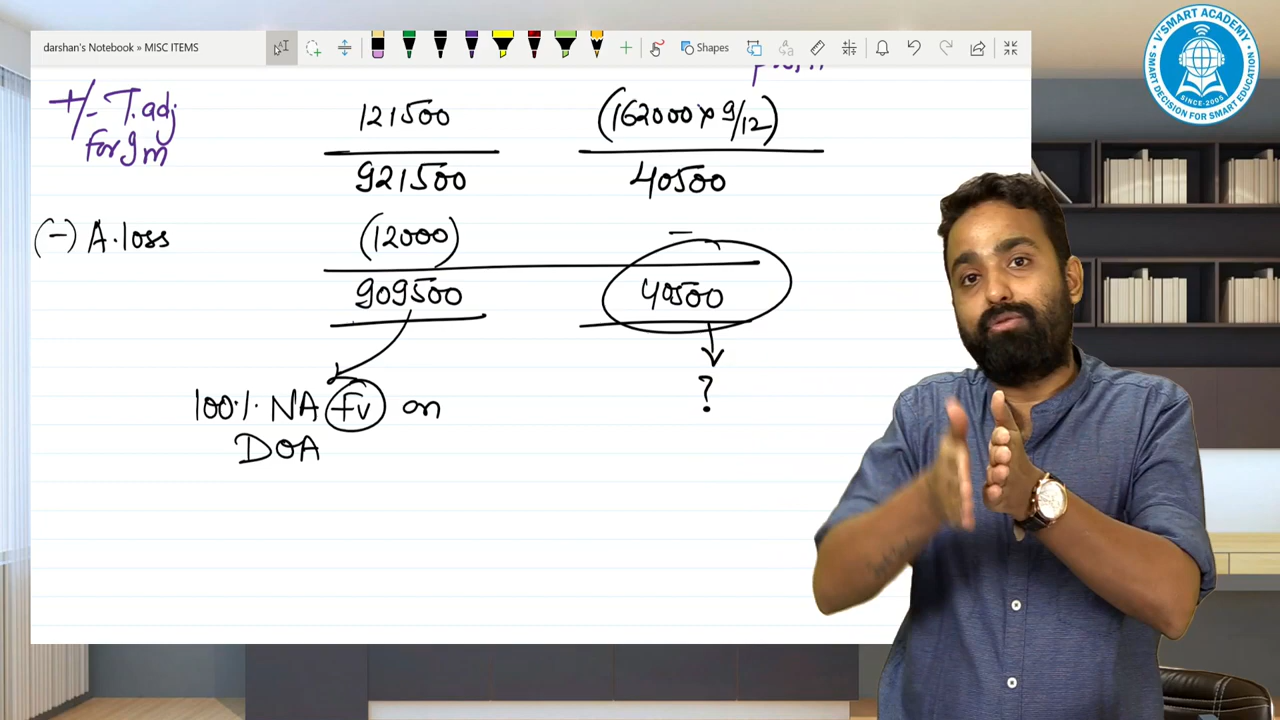 darshan's Notebook » MISC ITEMS
Shapes
V'SMART ACADEMY
SMART DECISION FOR SMART EDUCATION
SINCE-2005
+/- T.adj 121500 (162000 x 9/12)
for 9m
921500 40500
(-) A.loss (12000) -
909500 40500
100% NA FV on ?
DOA